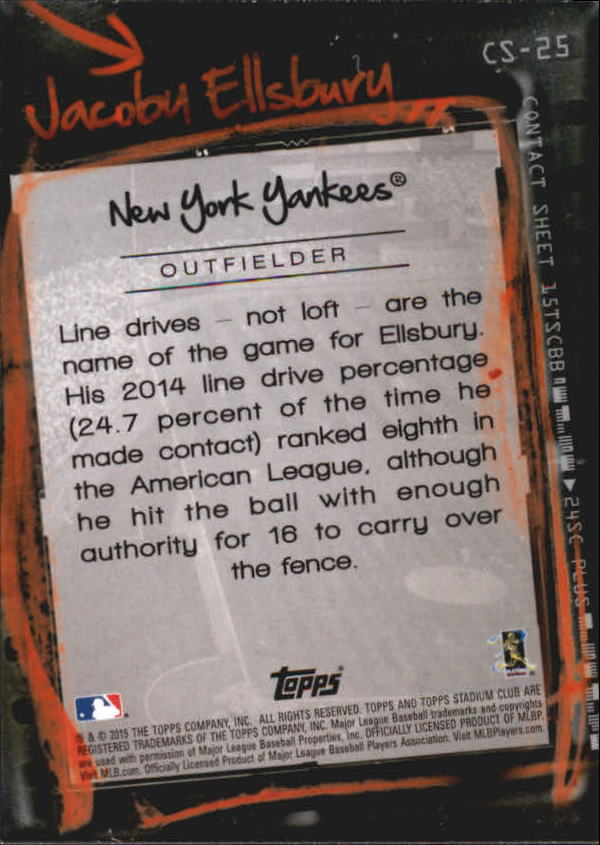 CS-25
Jacoby Ellsbury
CONTACT SHEET 15TSCBB
24SC PLUS
New York Yankees®
OUTFIELDER
Line drives – not loft – are the
name of the game for Ellsbury.
His 2014 line drive percentage
(24.7 percent of the time he
made contact) ranked eighth in
the American League, although
he hit the ball with enough
authority for 16 to carry over
the fence.
topps®
® & © 2015 THE TOPPS COMPANY, INC. ALL RIGHTS RESERVED. TOPPS AND TOPPS STADIUM CLUB ARE
REGISTERED TRADEMARKS OF THE TOPPS COMPANY, INC. Major League Baseball trademarks and copyrights
are used with permission of Major League Baseball Properties, Inc. OFFICIALLY LICENSED PRODUCT OF MLBP.
Visit MLB.com. Officially Licensed Product of Major League Baseball Players Association. Visit MLBPlayers.com.